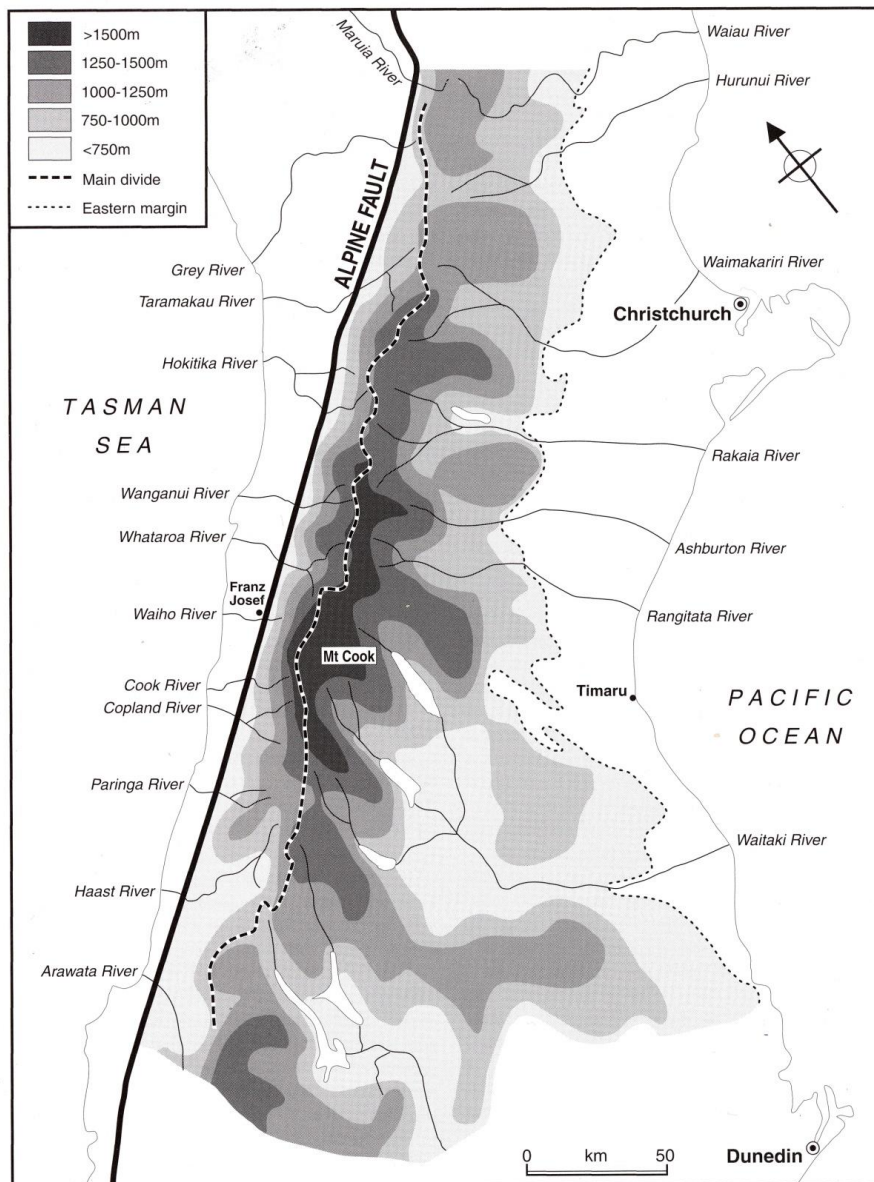 >1500m
1250-1500m
1000-1250m
750-1000m
<750m
Main divide
Eastern margin
Maruia River
Waiau River
Hurunui River
ALPINE FAULT
Grey River
Taramakau River
Waimakariri River
Christchurch
Hokitika River
TASMAN
SEA
Rakaia River
Wanganui River
Whataroa River
Ashburton River
Franz
Josef
Waiho River
Rangitata River
Mt Cook
Cook River
Copland River
Timaru
PACIFIC
OCEAN
Paringa River
Waitaki River
Haast River
Arawata River
0 km 50
Dunedin